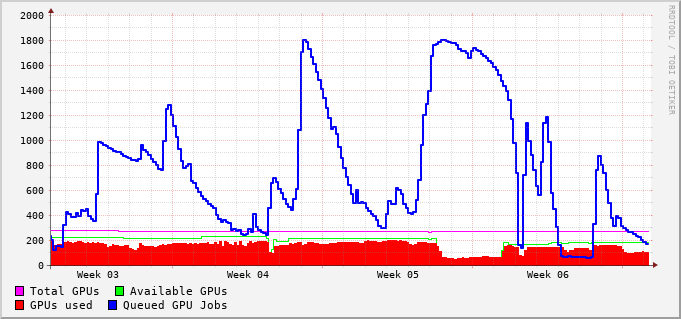 2000
1800
1600
1400
1200
1000
800
600
400
200
0
Week 03 Week 04 Week 05 Week 06
Total GPUs Available GPUs
GPUs used Queued GPU Jobs
RRDTOOL / TOBI OETIKER